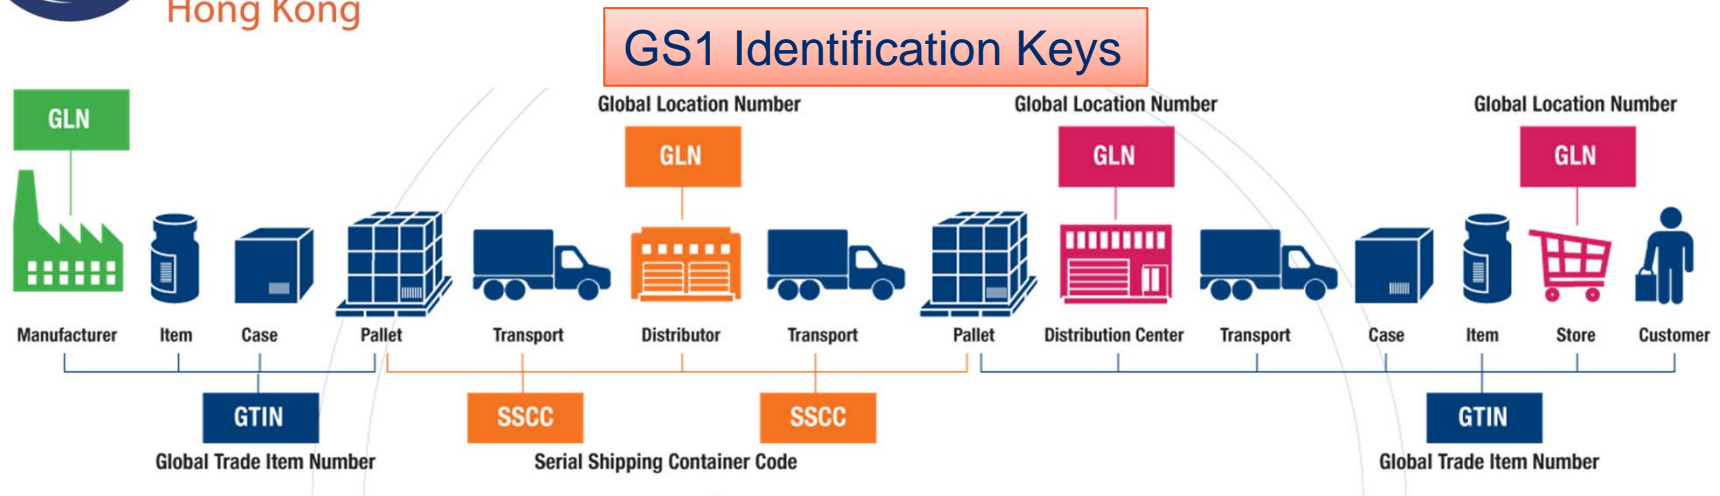 Hong Kong
GS1 Identification Keys
GLN
Global Location Number
GLN
Global Location Number
GLN
Global Location Number
GLN
Manufacturer
Item
Case
Pallet
Transport
Distributor
Transport
Pallet
Distribution Center
Transport
Case
Item
Store
Customer
GTIN
Global Trade Item Number
SSCC
SSCC
Serial Shipping Container Code
GTIN
Global Trade Item Number